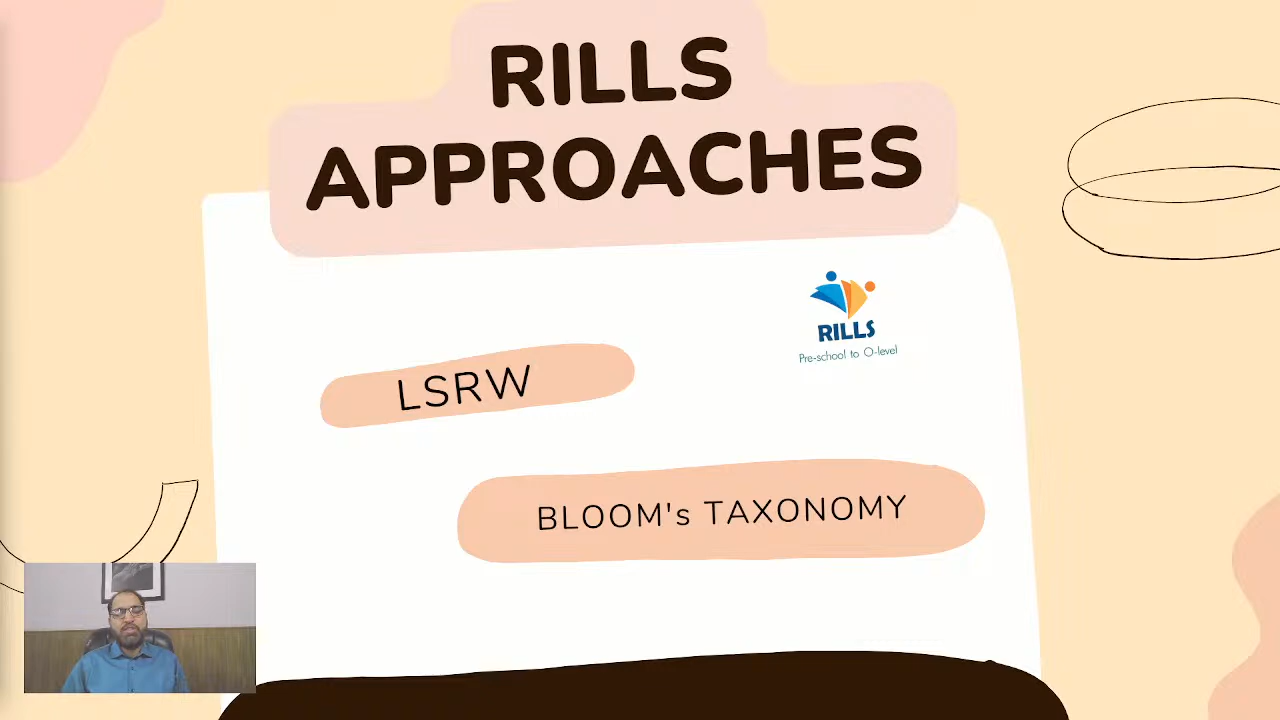 RILLS
APPROACHES
RILLS
Pre-school to O-level
LSRW
BLOOM's TAXONOMY